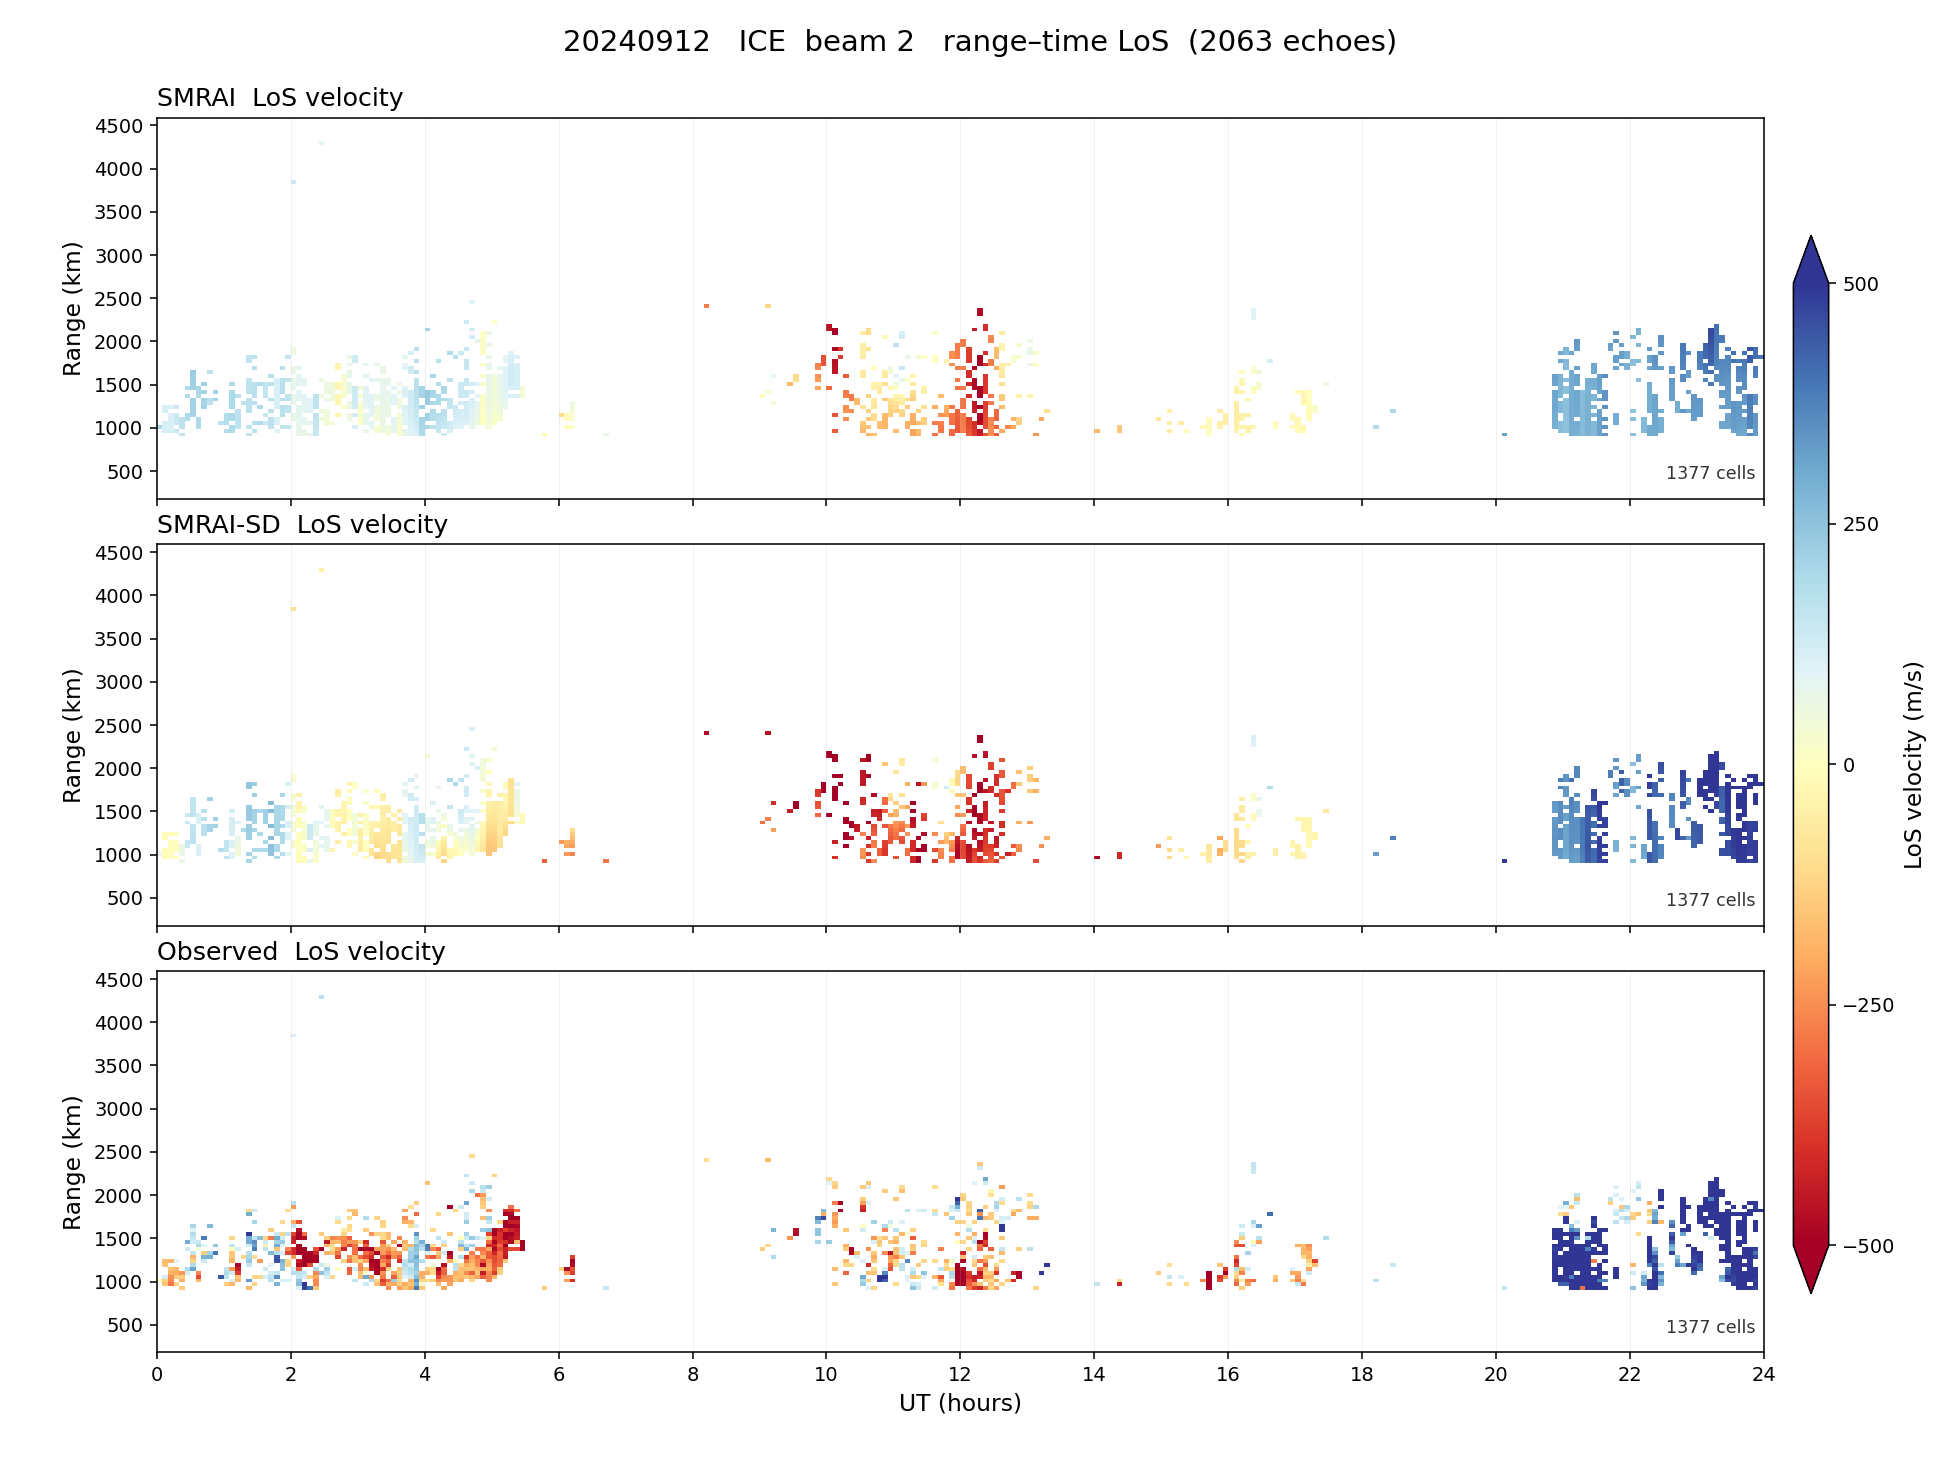 20240912   ICE  beam 2   range–time LoS  (2063 echoes)
SMRAI  LoS velocity
4500
4000
3500
3000
2500
2000
1500
1000
500
Range (km)
1377 cells
SMRAI-SD  LoS velocity
4500
4000
3500
3000
2500
2000
1500
1000
500
Range (km)
1377 cells
Observed  LoS velocity
4500
4000
3500
3000
2500
2000
1500
1000
500
Range (km)
1377 cells
0 2 4 6 8 10 12 14 16 18 20 22 24
UT (hours)
500
250
0
−250
−500
LoS velocity (m/s)